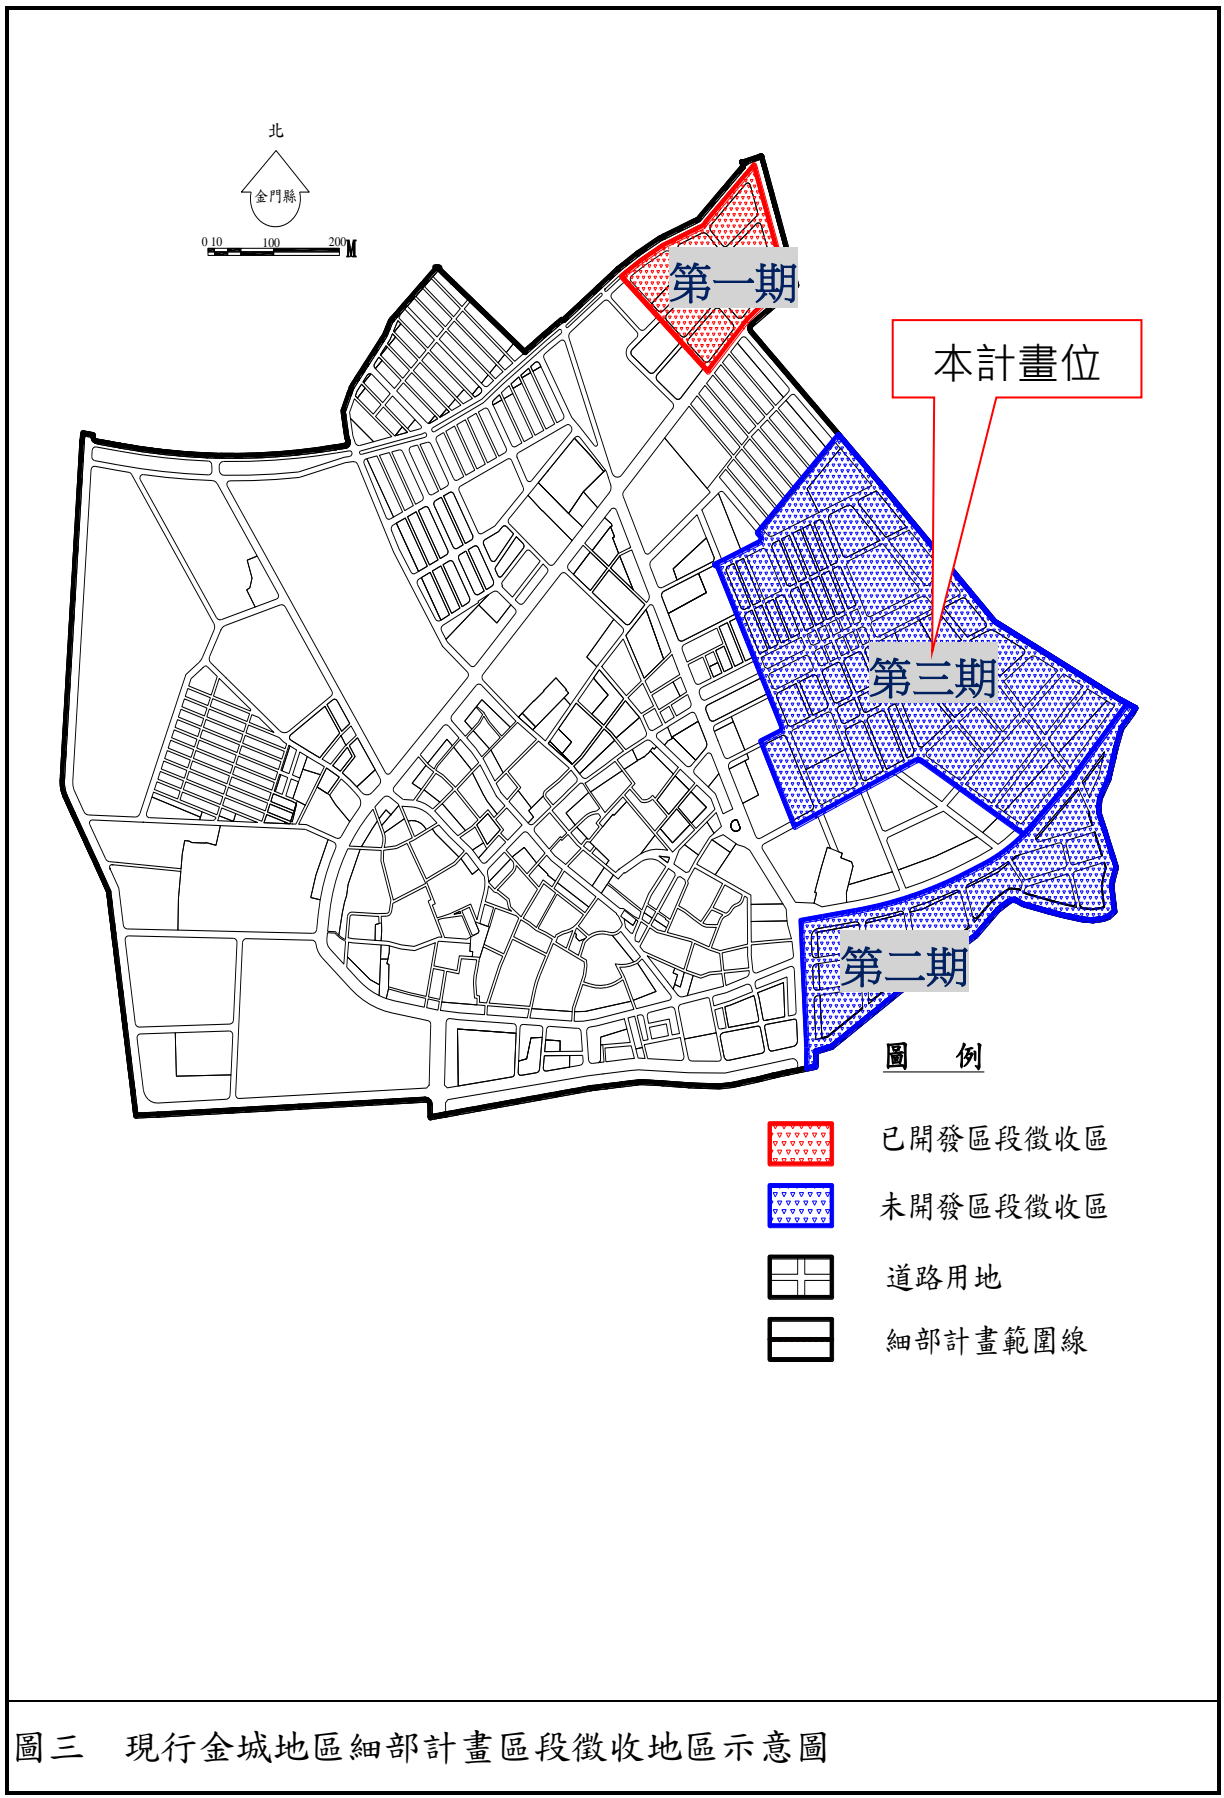 北
金門縣
0 10 100 200 M
第一期
本計畫位
第三期
第二期
圖 例
已開發區段徵收區
未開發區段徵收區
道路用地
細部計畫範圍線
圖三 現行金城地區細部計畫區段徵收地區示意圖